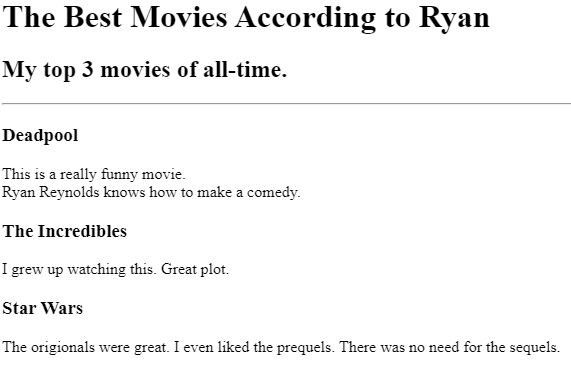 The Best Movies According to Ryan
My top 3 movies of all-time.
Deadpool
This is a really funny movie.
Ryan Reynolds knows how to make a comedy.
The Incredibles
I grew up watching this. Great plot.
Star Wars
The origionals were great. I even liked the prequels. There was no need for the sequels.